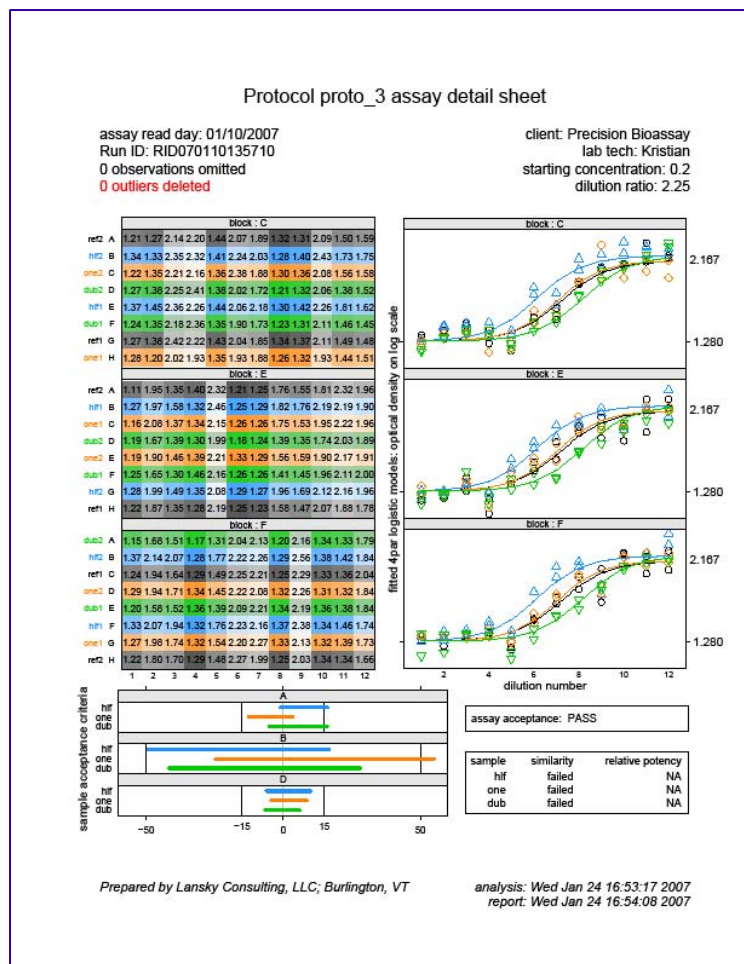 Protocol proto_3 assay detail sheet
assay read day: 01/10/2007
Run ID: RID070110135710
0 observations omitted
0 outliers deleted
client: Precision Bioassay
lab tech: Kristian
starting concentration: 0.2
dilution ratio: 2.25
block : C
ref2 A 1.21 1.27 2.14 2.20 1.44 2.07 1.89 1.32 1.31 2.09 1.50 1.59
hlf2 B 1.34 1.33 2.35 2.32 1.41 2.24 2.03 1.28 1.40 2.43 1.73 1.75
one2 C 1.22 1.35 2.21 2.16 1.36 2.38 1.88 1.30 1.36 2.08 1.56 1.58
dub2 D 1.27 1.38 2.25 2.41 1.38 2.02 1.72 1.21 1.32 2.06 1.38 1.52
hlf1 E 1.37 1.45 2.26 2.26 1.44 2.06 2.18 1.30 1.42 2.26 1.81 1.62
dub1 F 1.24 1.35 2.18 2.36 1.35 1.90 1.73 1.23 1.31 2.11 1.46 1.45
ref1 G 1.27 1.38 2.42 2.22 1.43 2.04 1.85 1.34 1.37 2.11 1.49 1.48
one1 H 1.28 1.20 2.02 1.93 1.35 1.93 1.88 1.26 1.32 1.93 1.44 1.51
block : E
ref2 A 1.11 1.95 1.35 1.40 2.32 1.21 1.25 1.76 1.55 1.81 2.32 1.96
hlf1 B 1.27 1.97 1.58 1.32 2.46 1.25 1.29 1.82 1.76 2.19 2.19 1.90
one1 C 1.16 2.08 1.37 1.34 2.15 1.26 1.26 1.75 1.53 1.95 2.22 1.96
dub2 D 1.19 1.67 1.39 1.30 1.99 1.18 1.24 1.39 1.35 1.74 2.03 1.89
one2 E 1.19 1.90 1.46 1.39 2.21 1.33 1.29 1.56 1.59 1.90 2.17 1.91
dub1 F 1.25 1.65 1.30 1.46 2.16 1.26 1.26 1.41 1.45 1.96 2.11 2.00
hlf2 G 1.28 1.99 1.49 1.35 2.08 1.29 1.27 1.96 1.69 2.12 2.16 1.96
ref1 H 1.22 1.87 1.35 1.28 2.19 1.25 1.23 1.58 1.47 2.07 1.88 1.78
block : F
dub2 A 1.15 1.68 1.51 1.17 1.31 2.04 2.13 1.20 2.16 1.34 1.33 1.79
hlf2 B 1.37 2.14 2.07 1.28 1.77 2.22 2.26 1.29 2.56 1.38 1.42 1.84
ref1 C 1.24 1.94 1.64 1.29 1.49 2.25 2.21 1.25 2.29 1.33 1.36 2.04
one2 D 1.29 1.94 1.71 1.34 1.45 2.22 2.08 1.32 2.26 1.31 1.32 1.84
dub1 E 1.20 1.58 1.52 1.36 1.39 2.09 2.21 1.34 2.19 1.36 1.38 1.84
hlf1 F 1.33 2.07 1.94 1.32 1.76 2.23 2.16 1.37 2.38 1.34 1.46 1.74
one1 G 1.27 1.98 1.74 1.32 1.54 2.20 2.27 1.33 2.13 1.32 1.39 1.73
ref2 H 1.22 1.80 1.70 1.29 1.48 2.27 1.99 1.25 2.03 1.34 1.34 1.66
1 2 3 4 5 6 7 8 9 10 11 12
fitted 4par logistic models: optical density on log scale
block : C
2.167
1.280
block : E
2.167
1.280
block : F
2.167
1.280
2 4 6 8 10 12
dilution number
sample acceptance criteria
A
hlf
one
dub
B
hlf
one
dub
D
hlf
one
dub
−50 −15 0 15 50
assay acceptance: PASS
sample similarity relative potency
hlf failed NA
one failed NA
dub failed NA
Prepared by Lansky Consulting, LLC; Burlington, VT
analysis: Wed Jan 24 16:53:17 2007
report: Wed Jan 24 16:54:08 2007